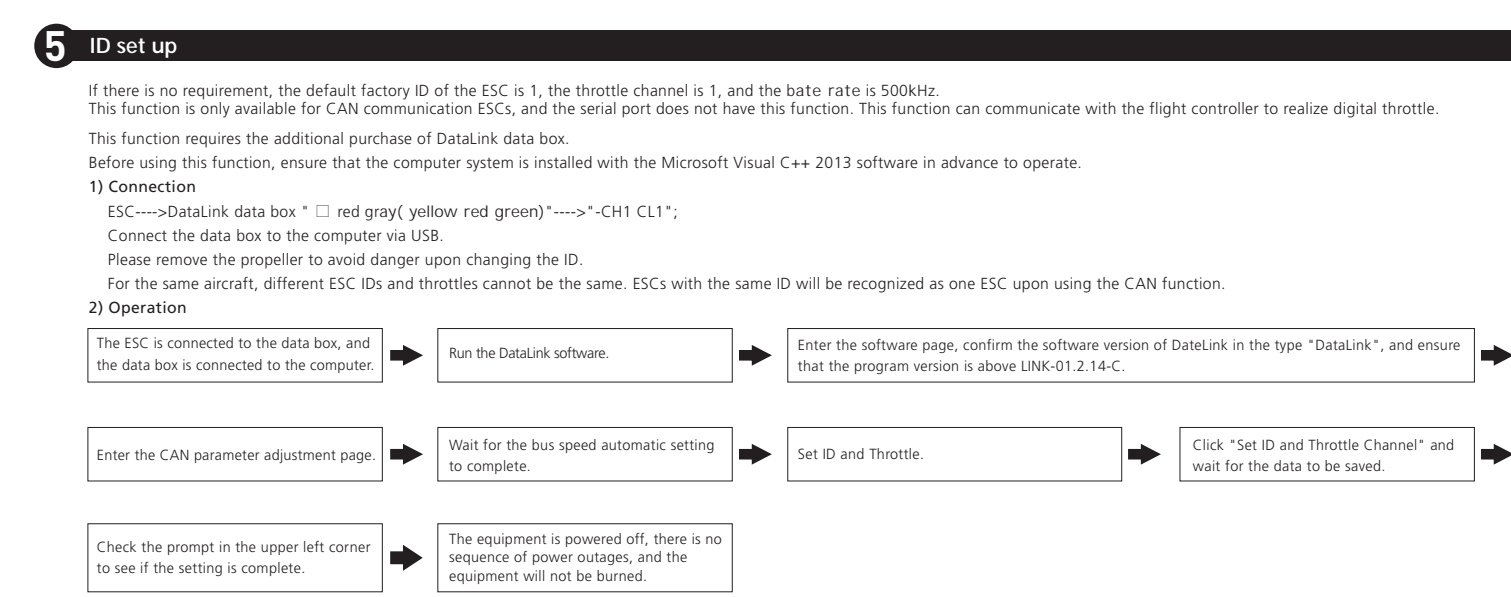 5 ID set up
If there is no requirement, the default factory ID of the ESC is 1, the throttle channel is 1, and the bate rate is 500kHz.
This function is only available for CAN communication ESCs, and the serial port does not have this function. This function can communicate with the flight controller to realize digital throttle.
This function requires the additional purchase of DataLink data box.
Before using this function, ensure that the computer system is installed with the Microsoft Visual C++ 2013 software in advance to operate.
1) Connection
ESC---->DataLink data box " □ red gray( yellow red green)"---->"-CH1 CL1";
Connect the data box to the computer via USB.
Please remove the propeller to avoid danger upon changing the ID.
For the same aircraft, different ESC IDs and throttles cannot be the same. ESCs with the same ID will be recognized as one ESC upon using the CAN function.
2) Operation
The ESC is connected to the data box, and
the data box is connected to the computer.
Run the DataLink software.
Enter the software page, confirm the software version of DateLink in the type "DataLink", and ensure
that the program version is above LINK-01.2.14-C.
Enter the CAN parameter adjustment page.
Wait for the bus speed automatic setting
to complete.
Set ID and Throttle.
Click "Set ID and Throttle Channel" and
wait for the data to be saved.
Check the prompt in the upper left corner
to see if the setting is complete.
The equipment is powered off, there is no
sequence of power outages, and the
equipment will not be burned.